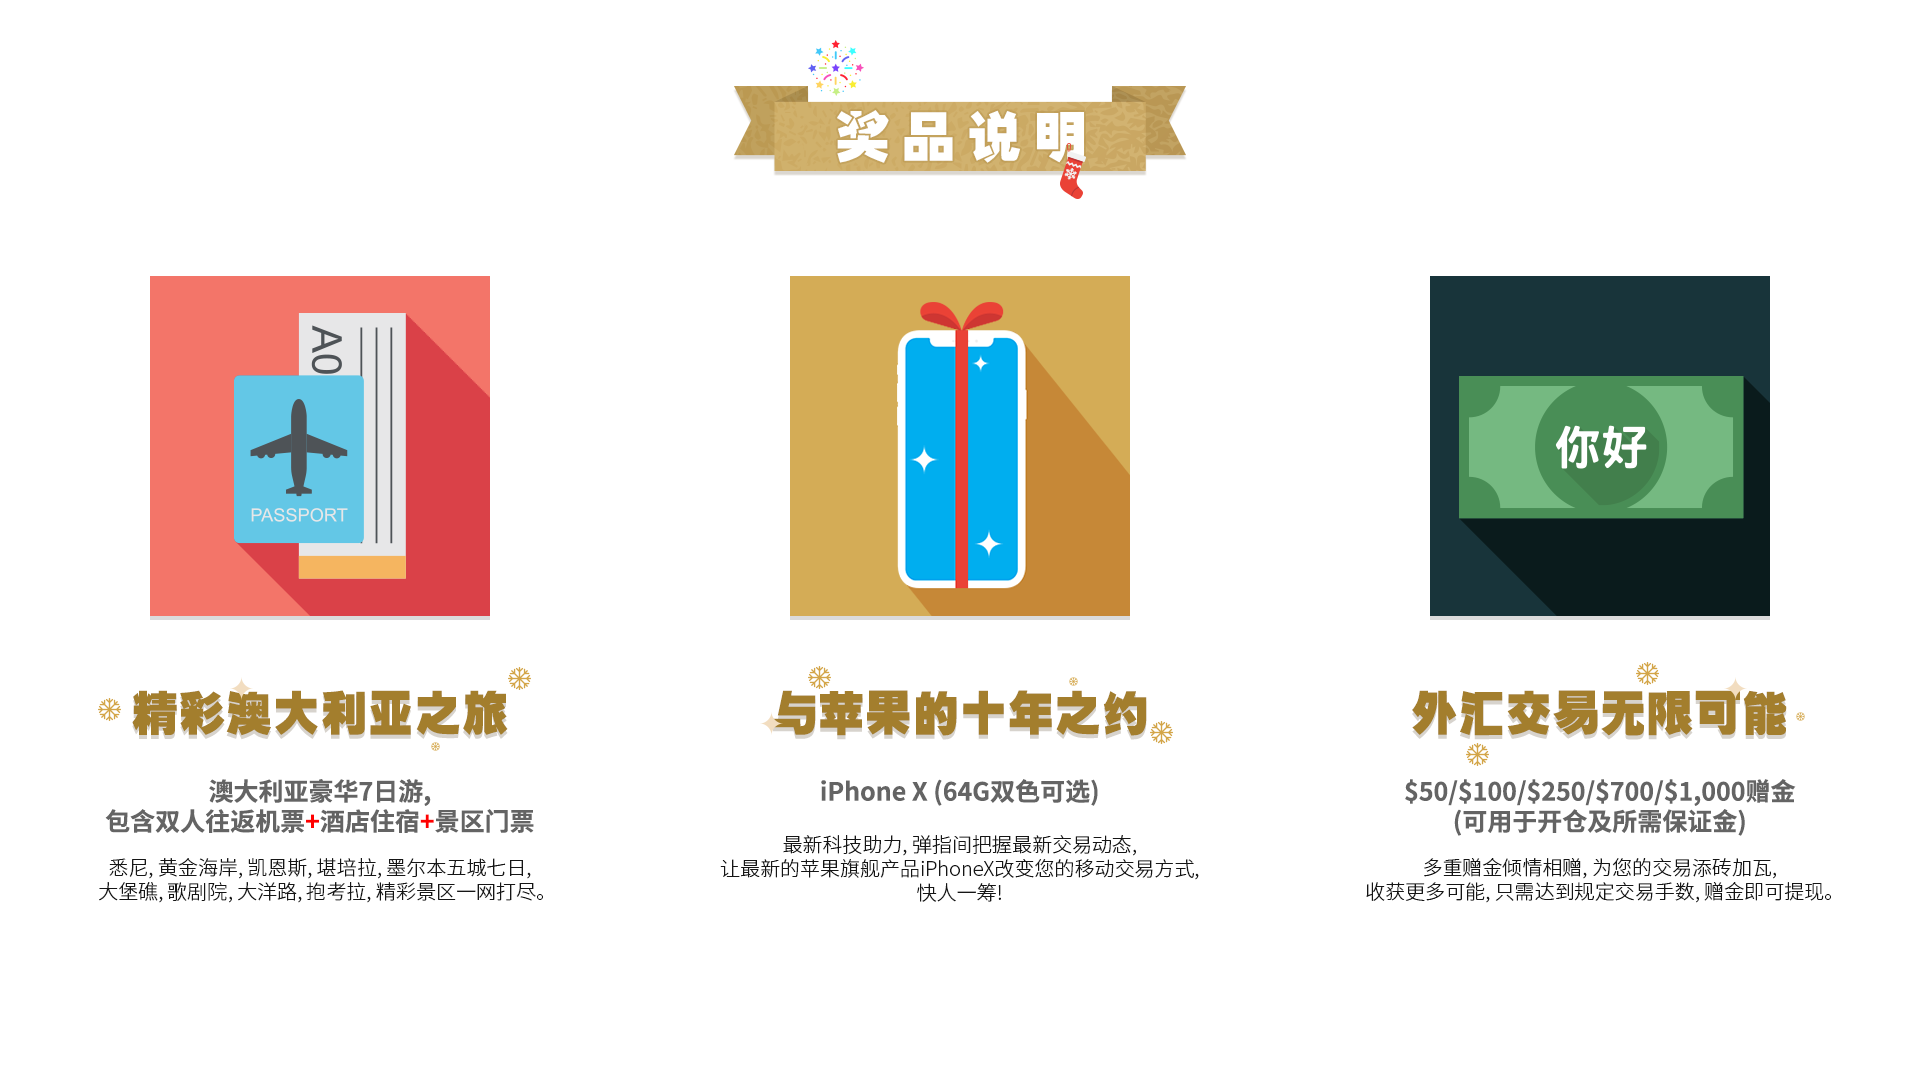 奖品说明
A0
PASSPORT
你好
精彩澳大利亚之旅
澳大利亚豪华7日游,
包含双人往返机票+酒店住宿+景区门票
悉尼, 黄金海岸, 凯恩斯, 堪培拉, 墨尔本五城七日,
大堡礁, 歌剧院, 大洋路, 抱考拉, 精彩景区一网打尽。
与苹果的十年之约
iPhone X (64G双色可选)
最新科技助力, 弹指间把握最新交易动态,
让最新的苹果旗舰产品iPhoneX改变您的移动交易方式,
快人一筹!
外汇交易无限可能
$50/$100/$250/$700/$1,000赠金
(可用于开仓及所需保证金)
多重赠金倾情相赠, 为您的交易添砖加瓦,
收获更多可能, 只需达到规定交易手数, 赠金即可提现。